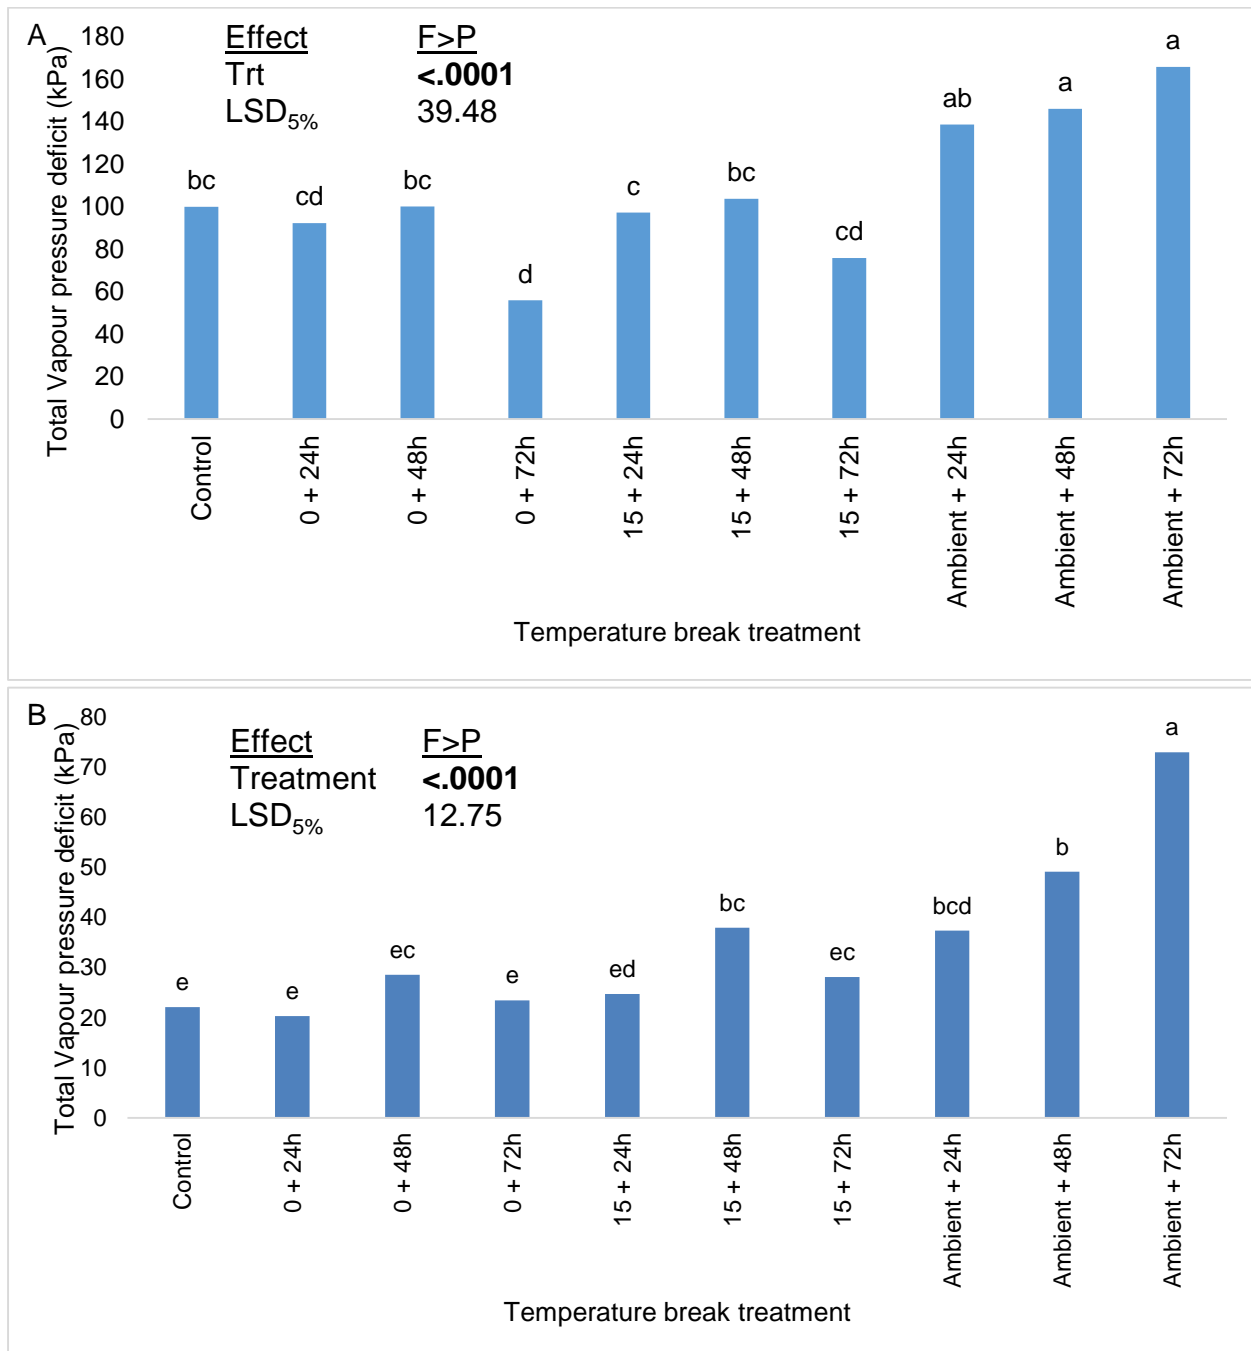 A
Effect F>P
Trt <.0001
LSD5% 39.48
Total Vapour pressure deficit (kPa)
180
160
140
120
100
80
60
40
20
0
bc cd bc d c bc cd ab a a
Control
0 + 24h
0 + 48h
0 + 72h
15 + 24h
15 + 48h
15 + 72h
Ambient + 24h
Ambient + 48h
Ambient + 72h
Temperature break treatment
B
Effect F>P
Treatment <.0001
LSD5% 12.75
Total Vapour pressure deficit (kPa)
80
70
60
50
40
30
20
10
0
e e ec e ed bc ec bcd b a
Control
0 + 24h
0 + 48h
0 + 72h
15 + 24h
15 + 48h
15 + 72h
Ambient + 24h
Ambient + 48h
Ambient + 72h
Temperature break treatment